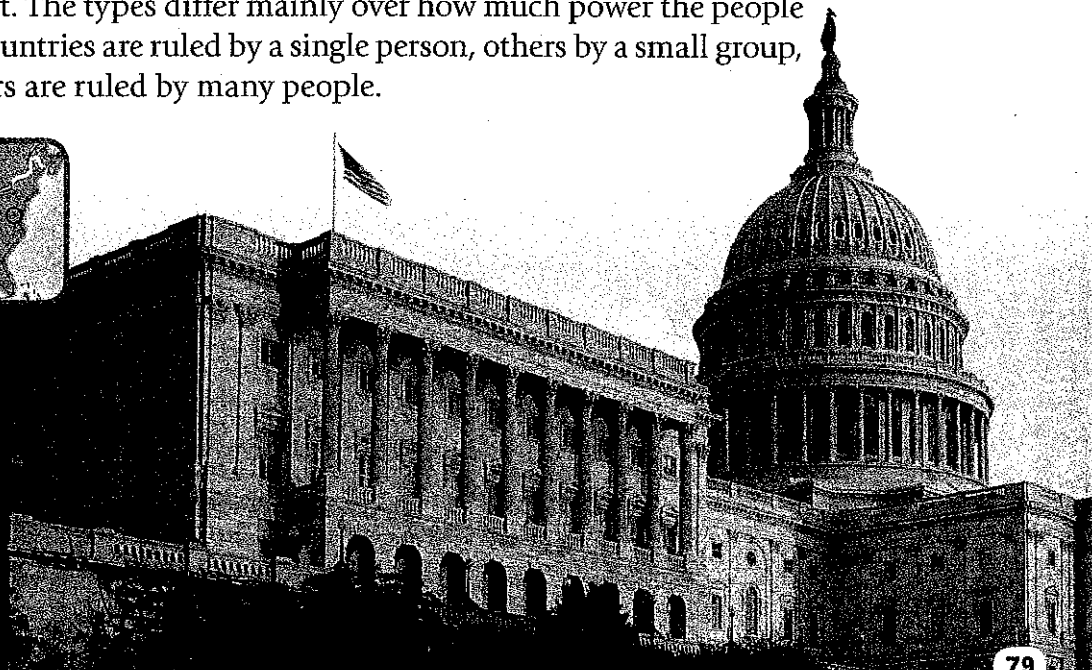 t. The types differ mainly over how much power the people
untries are ruled by a single person, others by a small group,
rs are ruled by many people.
79